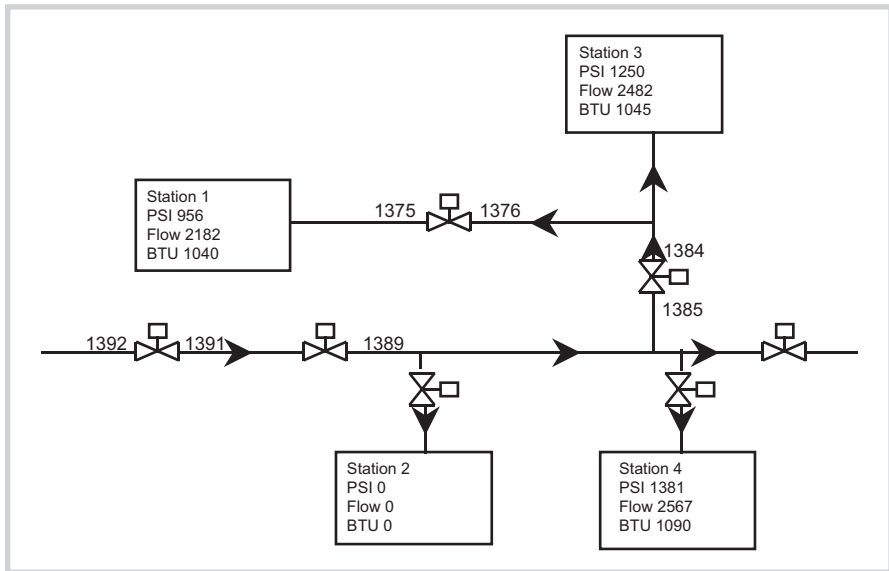 Station 3
PSI 1250
Flow 2482
BTU 1045
Station 1
PSI 956
Flow 2182
BTU 1040
1375
1376
1384
1385
1392
1391
1389
Station 2
PSI 0
Flow 0
BTU 0
Station 4
PSI 1381
Flow 2567
BTU 1090